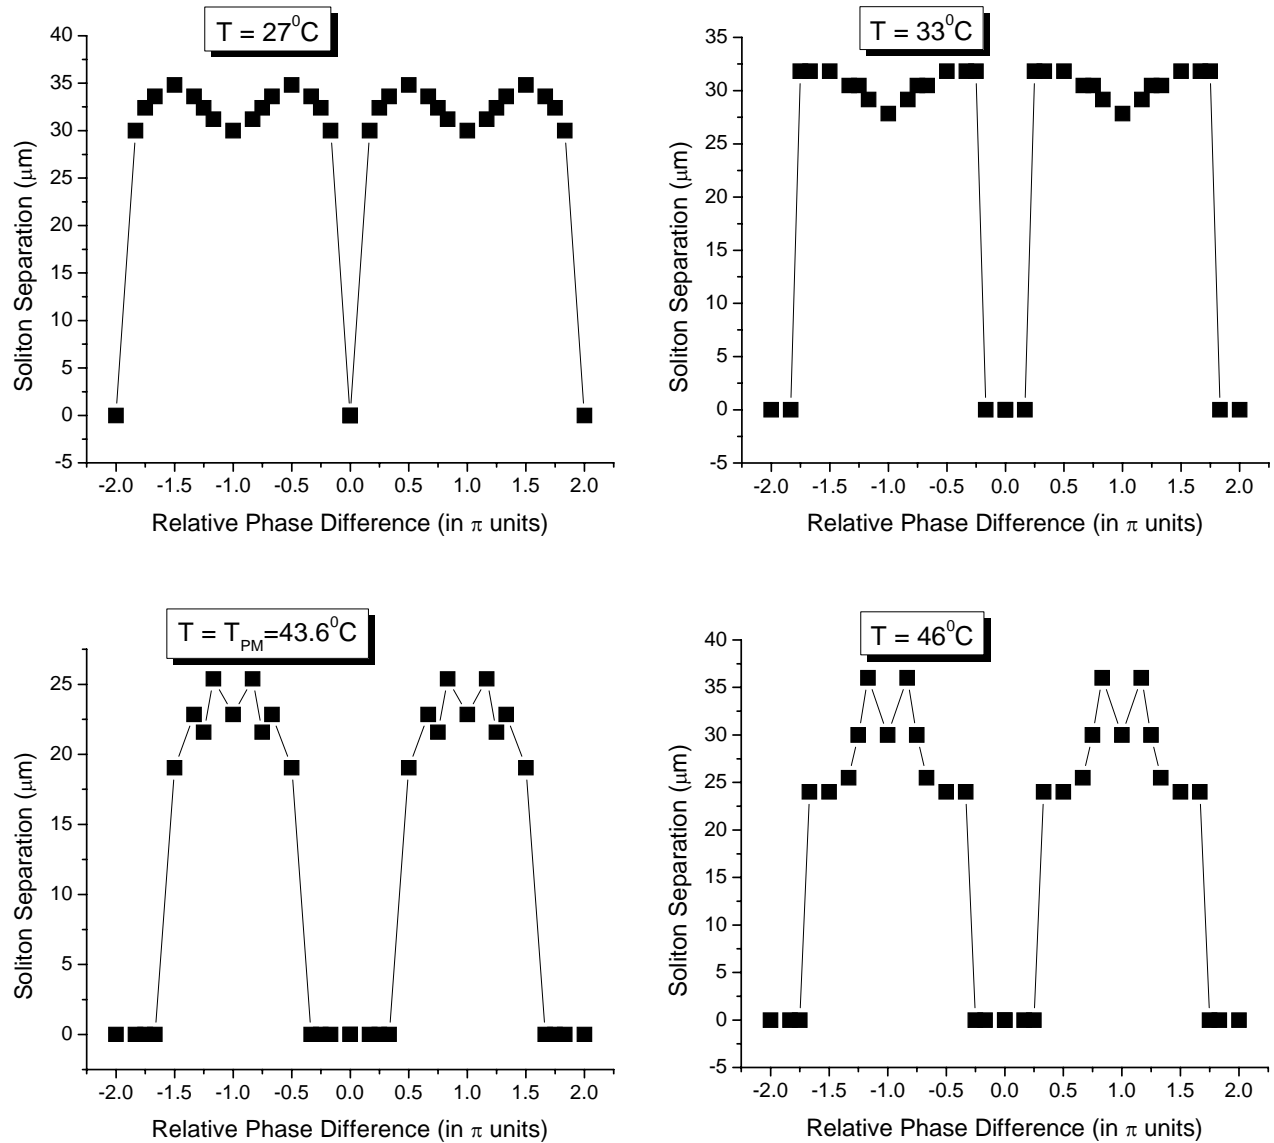 T = 27⁰C
40
35
30
25
20
15
10
5
0
-5
Soliton Separation (μm)
-2.0 -1.5 -1.0 -0.5 0.0 0.5 1.0 1.5 2.0
Relative Phase Difference (in π units)
T = 33⁰C
35
30
25
20
15
10
5
0
-5
Soliton Separation (μm)
-2.0 -1.5 -1.0 -0.5 0.0 0.5 1.0 1.5 2.0
Relative Phase Difference (in π units)
T = T_PM=43.6⁰C
25
20
15
10
5
0
Soliton Separation (μm)
-2.0 -1.5 -1.0 -0.5 0.0 0.5 1.0 1.5 2.0
Relative Phase Difference (in π units)
T = 46⁰C
40
35
30
25
20
15
10
5
0
-5
Soliton Separation (μm)
-2.0 -1.5 -1.0 -0.5 0.0 0.5 1.0 1.5 2.0
Relative Phase Difference (in π units)